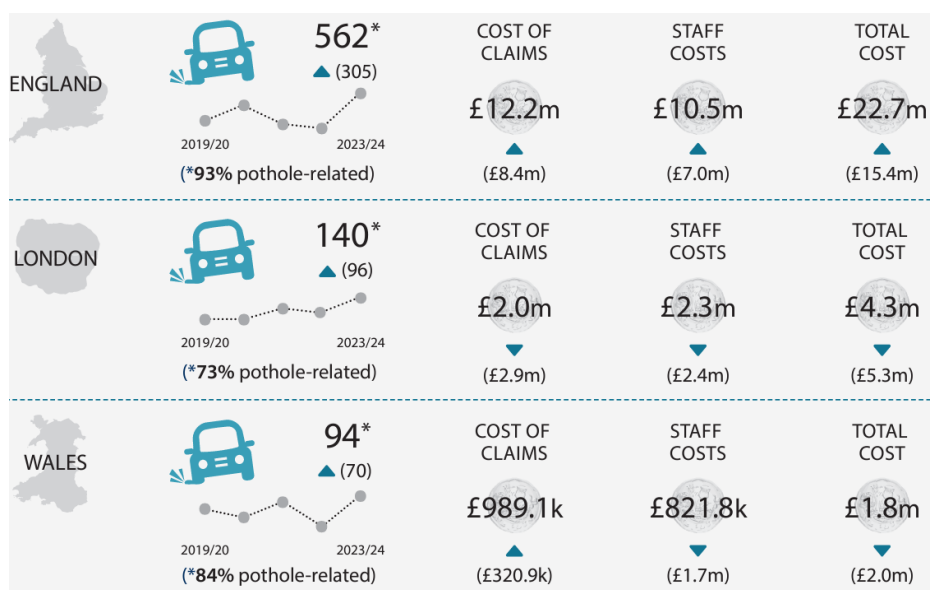 ENGLAND
562*
▲ (305)
2019/20 2023/24
(*93% pothole-related)
COST OF
CLAIMS
£12.2m
▲
(£8.4m)
STAFF
COSTS
£10.5m
▲
(£7.0m)
TOTAL
COST
£22.7m
▲
(£15.4m)
LONDON
140*
▲ (96)
2019/20 2023/24
(*73% pothole-related)
COST OF
CLAIMS
£2.0m
▼
(£2.9m)
STAFF
COSTS
£2.3m
▼
(£2.4m)
TOTAL
COST
£4.3m
▼
(£5.3m)
WALES
94*
▲ (70)
2019/20 2023/24
(*84% pothole-related)
COST OF
CLAIMS
£989.1k
▲
(£320.9k)
STAFF
COSTS
£821.8k
▼
(£1.7m)
TOTAL
COST
£1.8m
▼
(£2.0m)